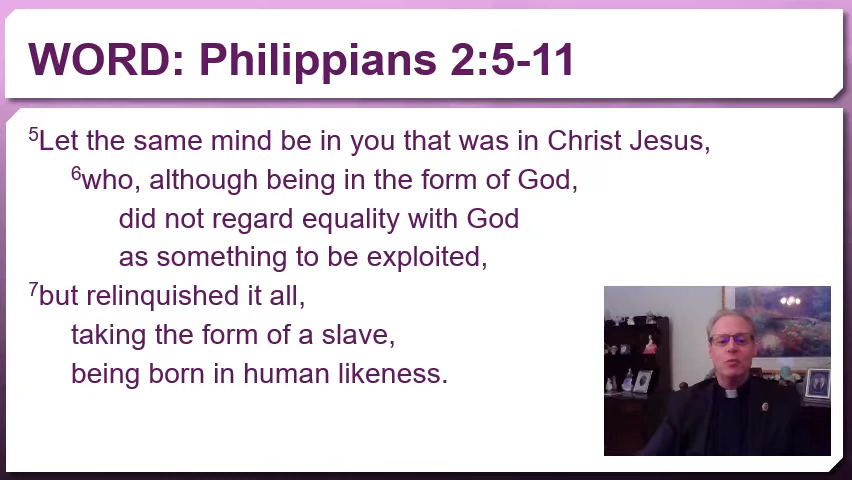 WORD: Philippians 2:5-11
⁵Let the same mind be in you that was in Christ Jesus,
⁶who, although being in the form of God,
did not regard equality with God
as something to be exploited,
⁷but relinquished it all,
taking the form of a slave,
being born in human likeness.